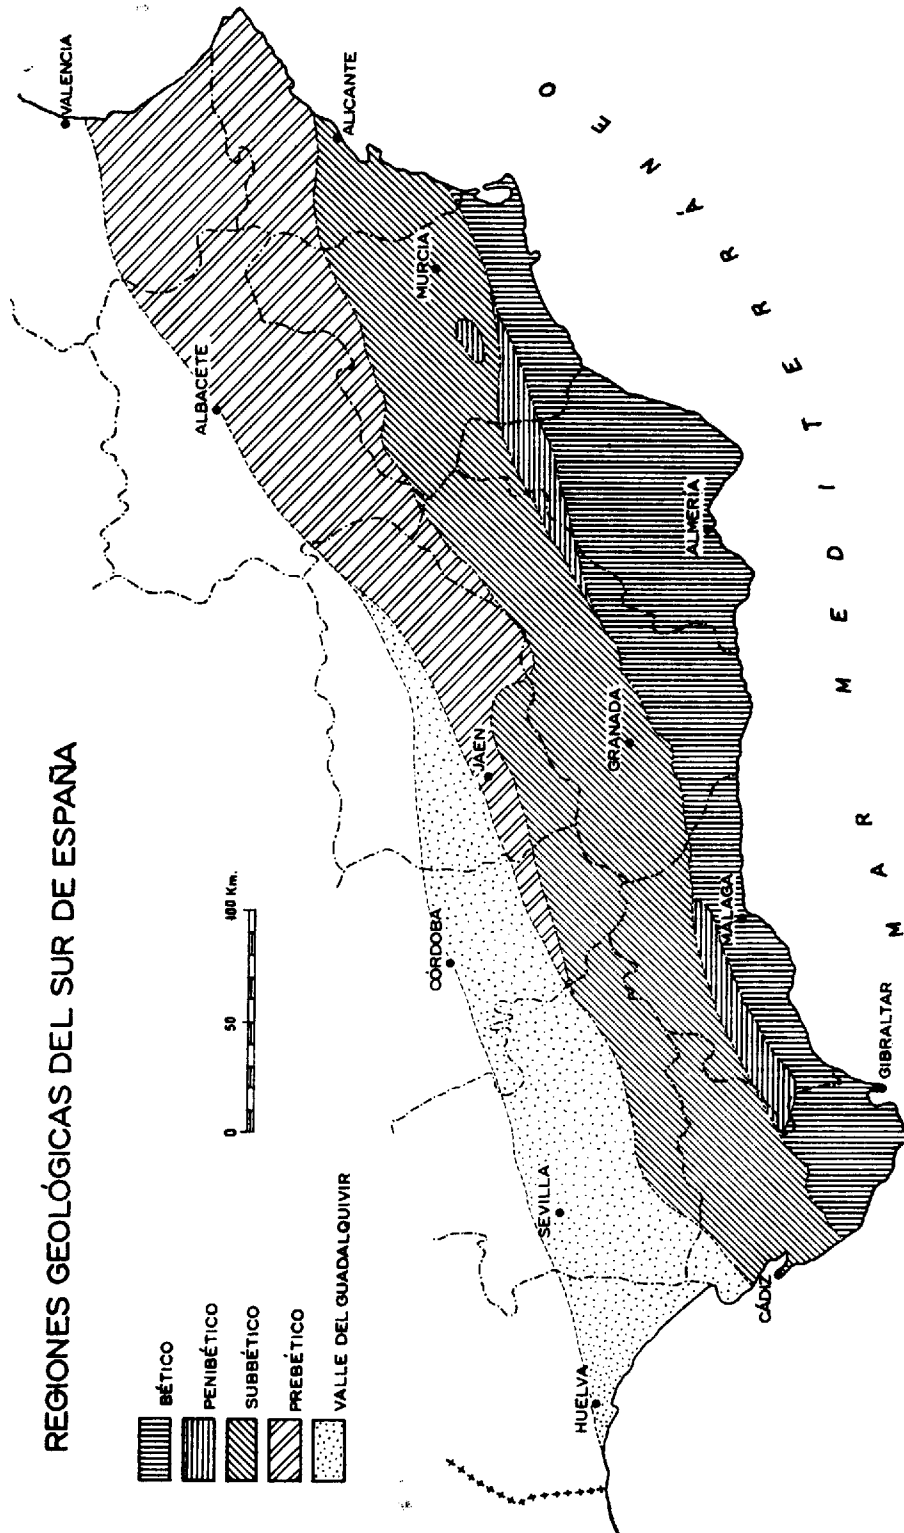 REGIONES GEOLÓGICAS DEL SUR DE ESPAÑA
BÉTICO
PENIBÉTICO
SUBBÉTICO
PREBÉTICO
VALLE DEL GUADALQUIVIR
0 50 100 Km.
VALENCIA
ALICANTE
ALBACETE
MURCIA
ALMERÍA
JAEN
GRANADA
CÓRDOBA
MÁLAGA
SEVILLA
GIBRALTAR
CÁDIZ
HUELVA
MAR MEDITERRÁNEO